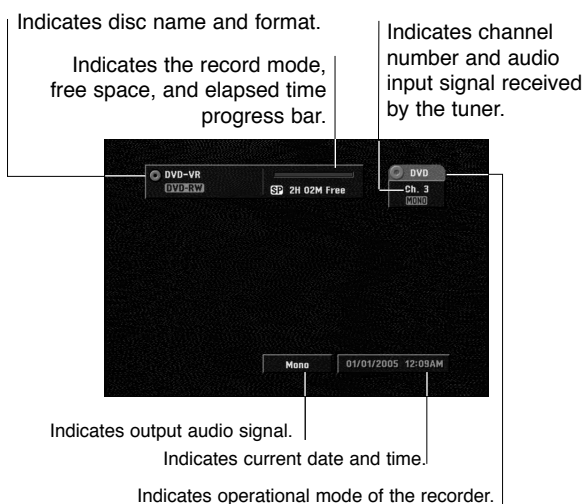 Indicates disc name and format.
Indicates the record mode,
free space, and elapsed time
progress bar.
Indicates channel
number and audio
input signal received
by the tuner.
DVD-VR
DVD-RW
SP 2H 02M Free
DVD
Ch. 3
MONO
Mono
01/01/2005 12:09AM
Indicates output audio signal.
Indicates current date and time.
Indicates operational mode of the recorder.